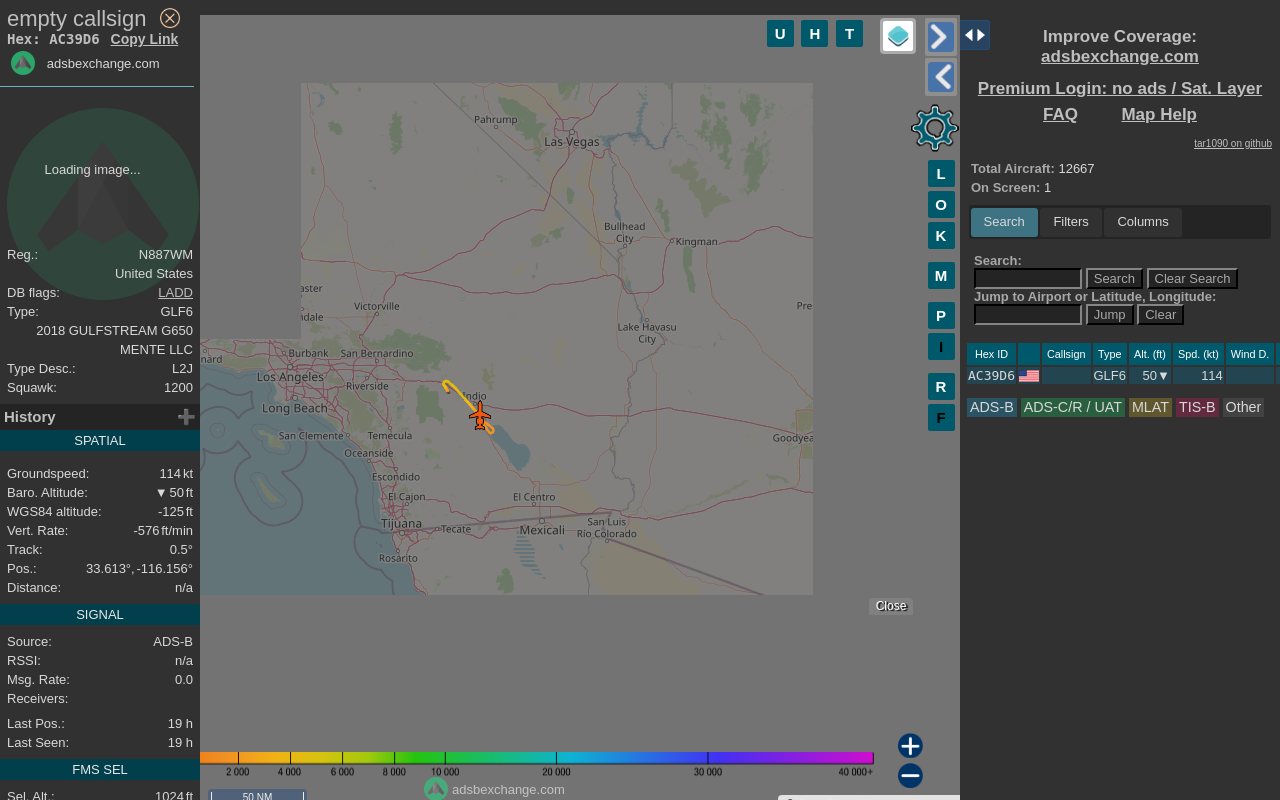 empty callsign
Hex: AC39D6 Copy Link
adsbexchange.com
Loading image...
Reg.: N887WM
United States
DB flags: LADD
Type: GLF6
2018 GULFSTREAM G650
MENTE LLC
Type Desc.: L2J
Squawk: 1200
History
SPATIAL
Groundspeed: 114 kt
Baro. Altitude: ▼ 50 ft
WGS84 altitude: -125 ft
Vert. Rate: -576 ft/min
Track: 0.5°
Pos.: 33.613°, -116.156°
Distance: n/a
SIGNAL
Source: ADS-B
RSSI: n/a
Msg. Rate: 0.0
Receivers:
Last Pos.: 19 h
Last Seen: 19 h
FMS SEL
Sel. Alt.: 1024 ft
U H T
L
O
K
M
P
I
R
F
Pahrump
Las Vegas
Bullhead City
Kingman
aster
Victorville
dale
Pre
Lake Havasu City
nard
Burbank
San Bernardino
Los Angeles
Riverside
Indio
Long Beach
San Clemente
Temecula
Goodyea
Oceanside
Escondido
El Cajon
El Centro
Tijuana
Tecate
Mexicali
San Luis Río Colorado
Rosarito
Close
2 000 4 000 6 000 8 000 10 000 20 000 30 000 40 000+
adsbexchange.com
50 NM
Improve Coverage:
adsbexchange.com
Premium Login: no ads / Sat. Layer
FAQ Map Help
tar1090 on github
Total Aircraft: 12667
On Screen: 1
Search Filters Columns
Search:
Search Clear Search
Jump to Airport or Latitude, Longitude:
Jump Clear
Hex ID Callsign Type Alt. (ft) Spd. (kt) Wind D.
AC39D6 GLF6 50▼ 114
ADS-B ADS-C/R / UAT MLAT TIS-B Other